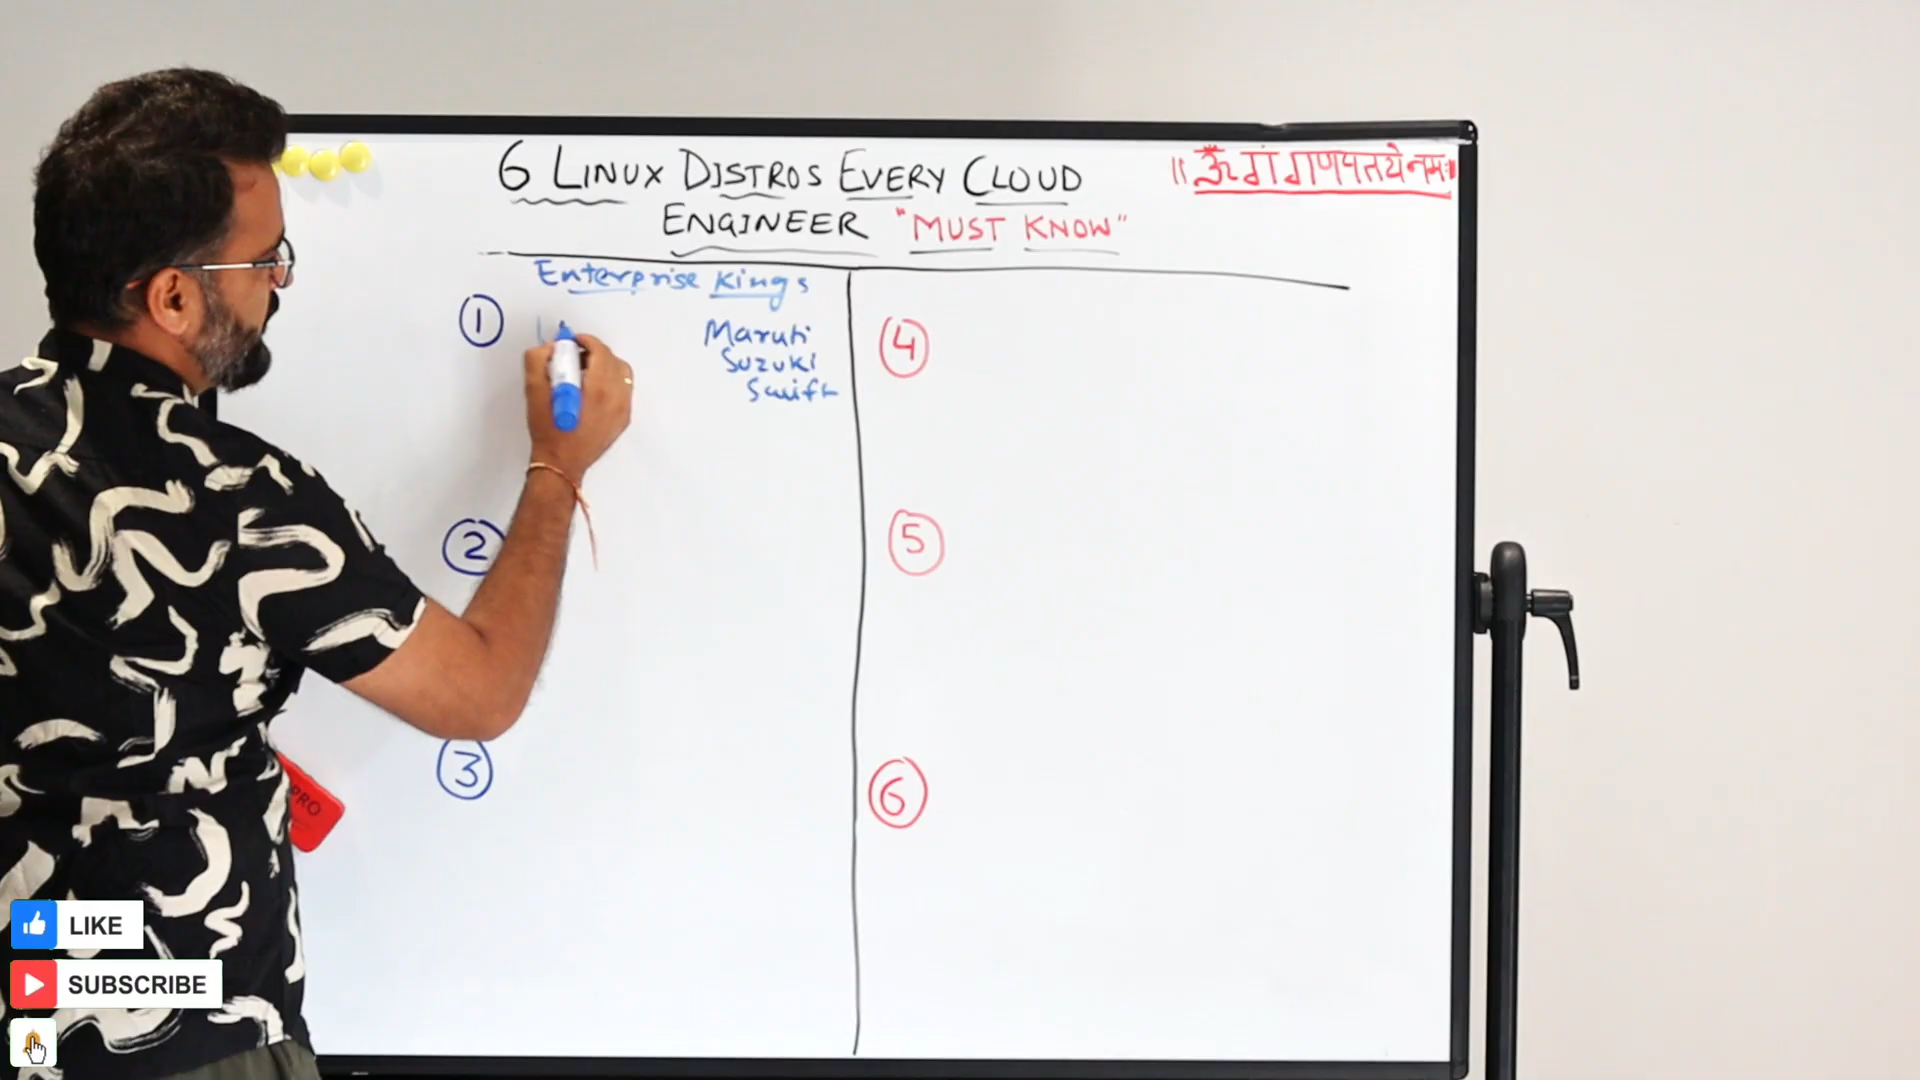 6 LINUX DISTROS EVERY CLOUD
ENGINEER "MUST KNOW"
॥ ॐ गं गणपतये नमः॥
Enterprise Kings
1
Maruti
Suzuki
Swift
2
3
4
5
6
PRO
LIKE
SUBSCRIBE